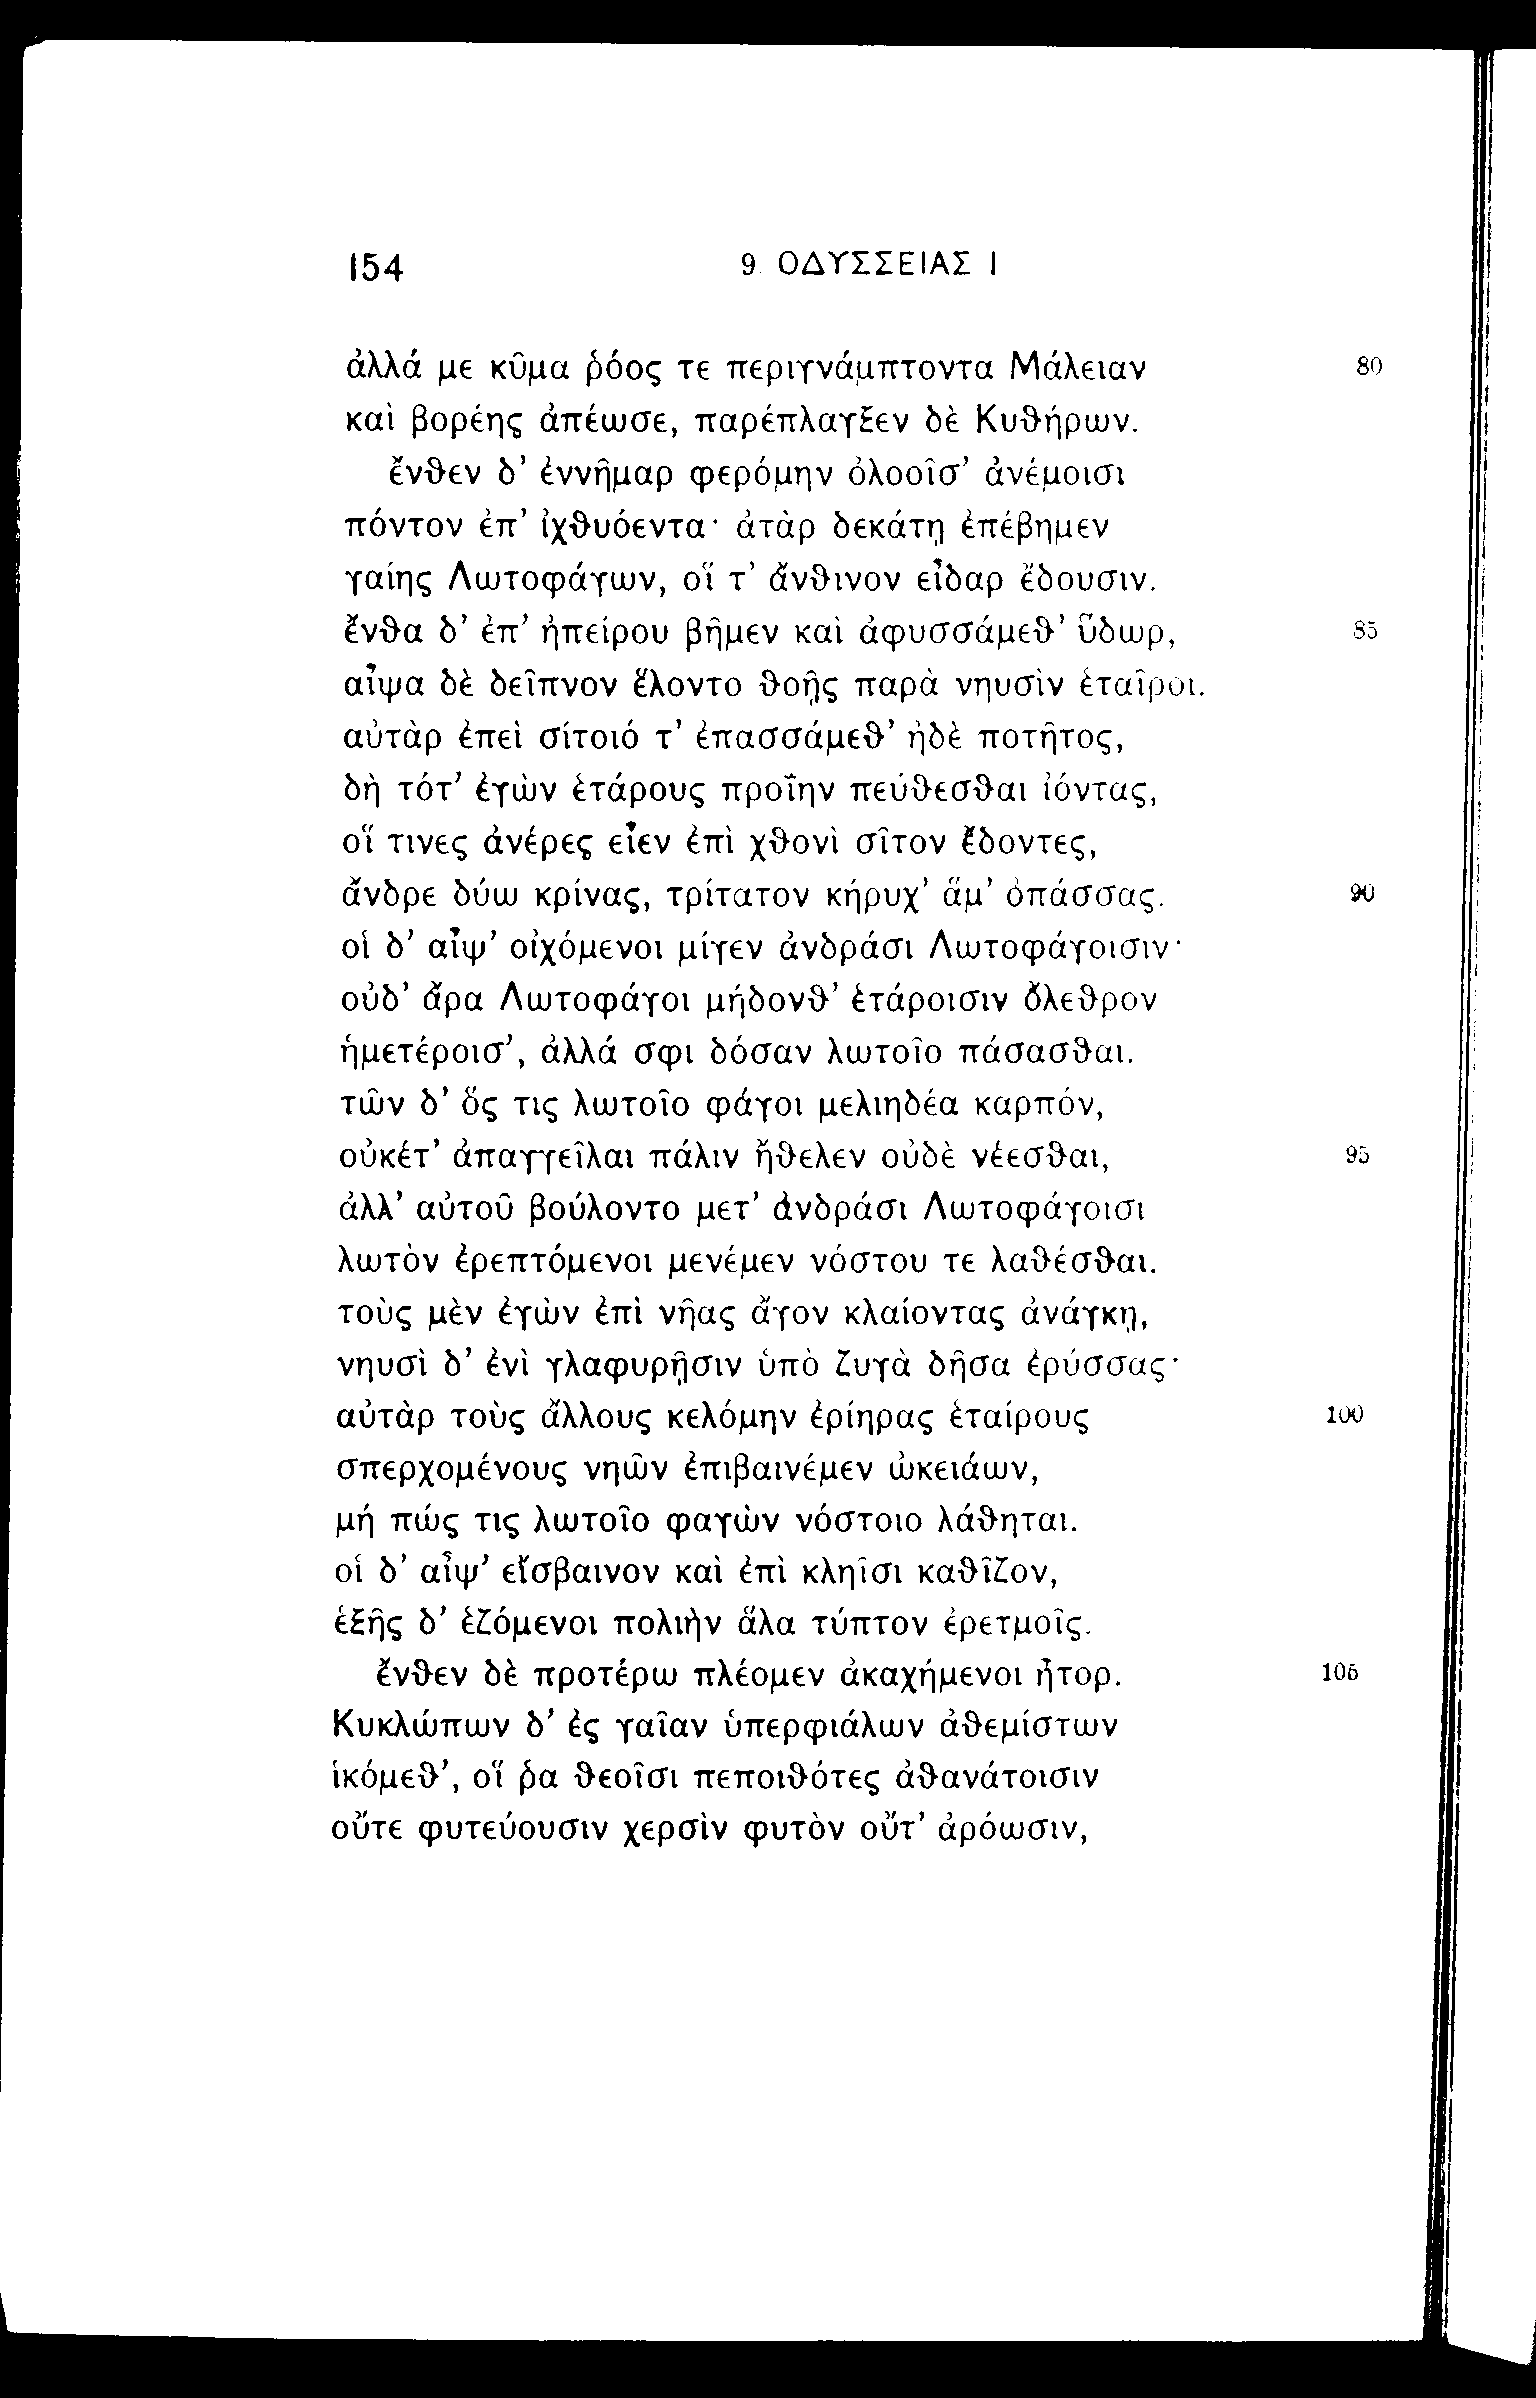 154 9 ΟΔΥΣΣΕΙΑΣ Ι
ἀλλά με κῦμα ῥόος τε περιγνάμπτοντα Μάλειαν 80
καὶ βορέης ἀπέωσε, παρέπλαγξεν δὲ Κυθήρων.
ἔνθεν δ’ ἐννῆμαρ φερόμην ὀλοοῖσ’ ἀνέμοισι
πόντον ἐπ’ ἰχθυόεντα· ἀτὰρ δεκάτῃ ἐπέβημεν
γαίης Λωτοφάγων, οἵ τ’ ἄνθινον εἶδαρ ἔδουσιν.
ἔνθα δ’ ἐπ’ ἠπείρου βῆμεν καὶ ἀφυσσάμεθ’ ὕδωρ, 85
αἶψα δὲ δεῖπνον ἕλοντο θοῇς παρὰ νηυσὶν ἑταῖροι.
αὐτὰρ ἐπεὶ σίτοιό τ’ ἐπασσάμεθ’ ἠδὲ ποτῆτος,
δὴ τότ’ ἐγὼν ἑτάρους προΐην πεύθεσθαι ἰόντας,
οἵ τινες ἀνέρες εἶεν ἐπὶ χθονὶ σῖτον ἔδοντες,
ἄνδρε δύω κρίνας, τρίτατον κήρυχ’ ἅμ’ ὀπάσσας. 90
οἱ δ’ αἶψ’ οἰχόμενοι μίγεν ἀνδράσι Λωτοφάγοισιν·
οὐδ’ ἄρα Λωτοφάγοι μήδονθ’ ἑτάροισιν ὄλεθρον
ἡμετέροισ’, ἀλλά σφι δόσαν λωτοῖο πάσασθαι.
τῶν δ’ ὅς τις λωτοῖο φάγοι μελιηδέα καρπόν,
οὐκέτ’ ἀπαγγεῖλαι πάλιν ἤθελεν οὐδὲ νέεσθαι, 95
ἀλλ’ αὐτοῦ βούλοντο μετ’ ἀνδράσι Λωτοφάγοισι
λωτὸν ἐρεπτόμενοι μενέμεν νόστου τε λαθέσθαι.
τοὺς μὲν ἐγὼν ἐπὶ νῆας ἄγον κλαίοντας ἀνάγκῃ,
νηυσὶ δ’ ἐνὶ γλαφυρῇσιν ὑπὸ ζυγὰ δῆσα ἐρύσσας·
αὐτὰρ τοὺς ἄλλους κελόμην ἐρίηρας ἑταίρους 100
σπερχομένους νηῶν ἐπιβαινέμεν ὠκειάων,
μή πώς τις λωτοῖο φαγὼν νόστοιο λάθηται.
οἱ δ’ αἶψ’ εἴσβαινον καὶ ἐπὶ κληῖσι καθῖζον,
ἑξῆς δ’ ἑζόμενοι πολιὴν ἅλα τύπτον ἐρετμοῖς.
ἔνθεν δὲ προτέρω πλέομεν ἀκαχήμενοι ἦτορ. 105
Κυκλώπων δ’ ἐς γαῖαν ὑπερφιάλων ἀθεμίστων
ἱκόμεθ’, οἵ ῥα θεοῖσι πεποιθότες ἀθανάτοισιν
οὔτε φυτεύουσιν χερσὶν φυτὸν οὔτ’ ἀρόωσιν,